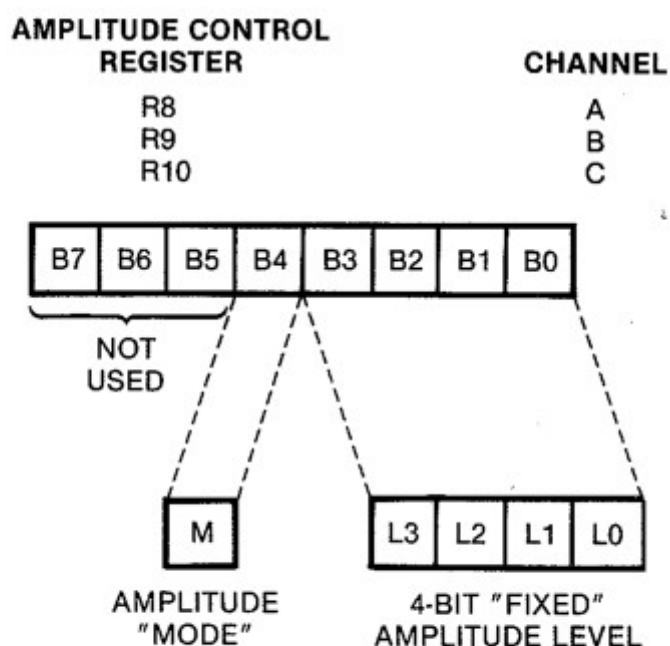 AMPLITUDE CONTROL
REGISTER
CHANNEL
R8 A
R9 B
R10 C
B7 B6 B5 B4 B3 B2 B1 B0
NOT
USED
M
L3 L2 L1 L0
AMPLITUDE
"MODE"
4-BIT "FIXED"
AMPLITUDE LEVEL